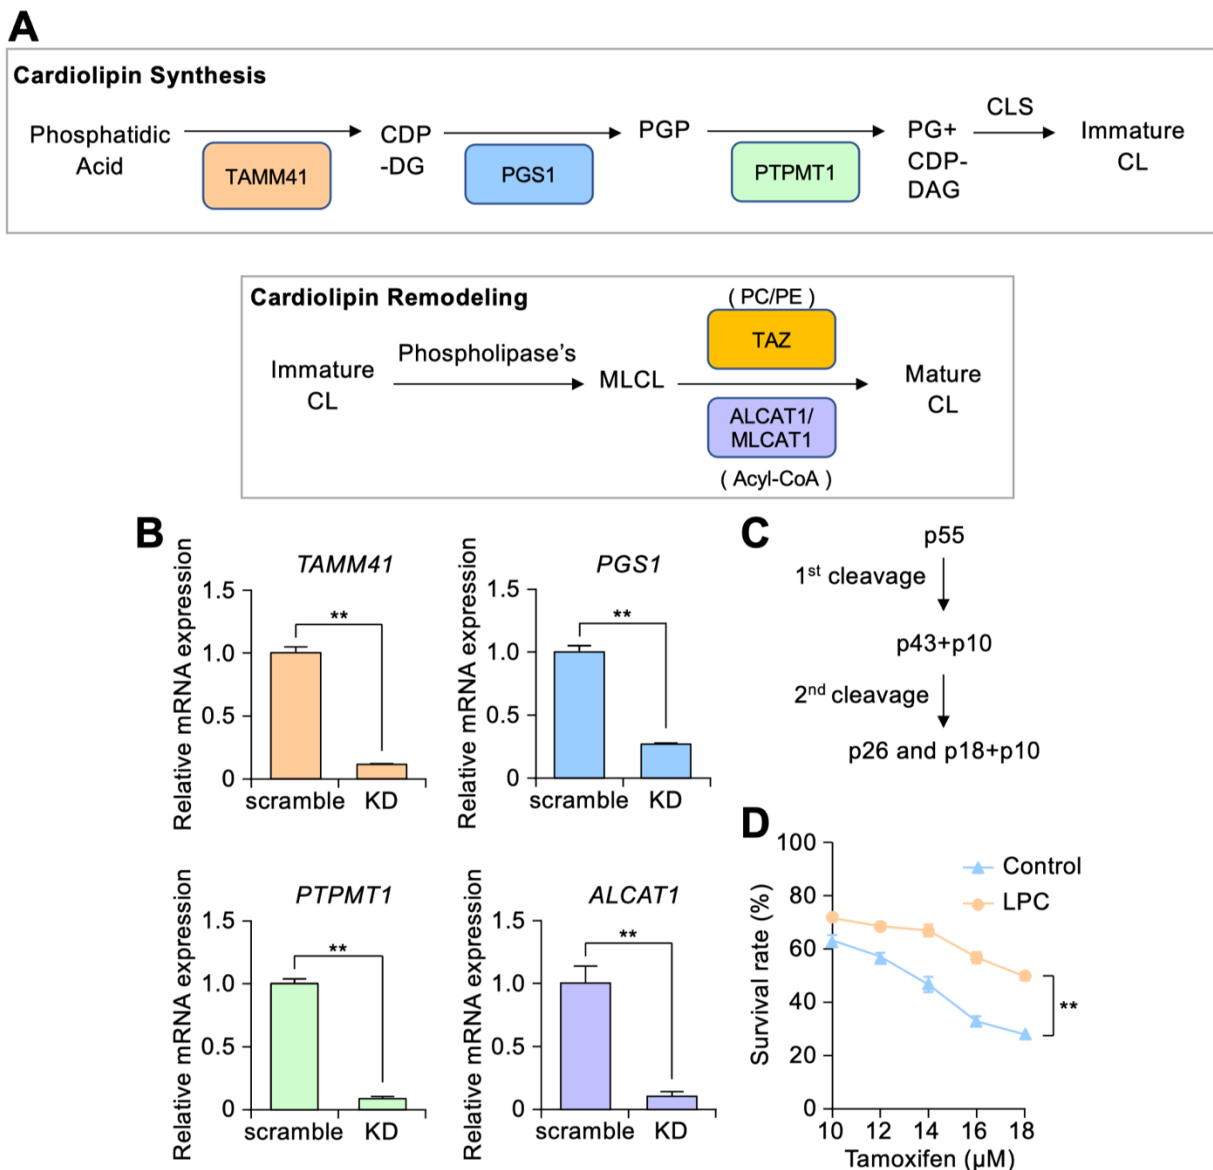 A
Cardiolipin Synthesis
Phosphatidic
Acid
TAMM41
CDP
-DG
PGS1
PGP
PTPMT1
PG+
CDP-
DAG
CLS
Immature
CL
Cardiolipin Remodeling
Immature
CL
Phospholipase’s
MLCL
( PC/PE )
TAZ
ALCAT1/
MLCAT1
( Acyl-CoA )
Mature
CL
B
TAMM41
Relative mRNA expression
1.5
1.0
0.5
0
**
scramble KD
PGS1
Relative mRNA expression
1.5
1.0
0.5
0
**
scramble KD
PTPMT1
Relative mRNA expression
1.5
1.0
0.5
0
**
scramble KD
ALCAT1
Relative mRNA expression
1.5
1.0
0.5
0
**
scramble KD
C
p55
1st cleavage
p43+p10
2nd cleavage
p26 and p18+p10
D
Survival rate (%)
100
80
60
40
20
0
Control
LPC
**
10 12 14 16 18
Tamoxifen (µM)